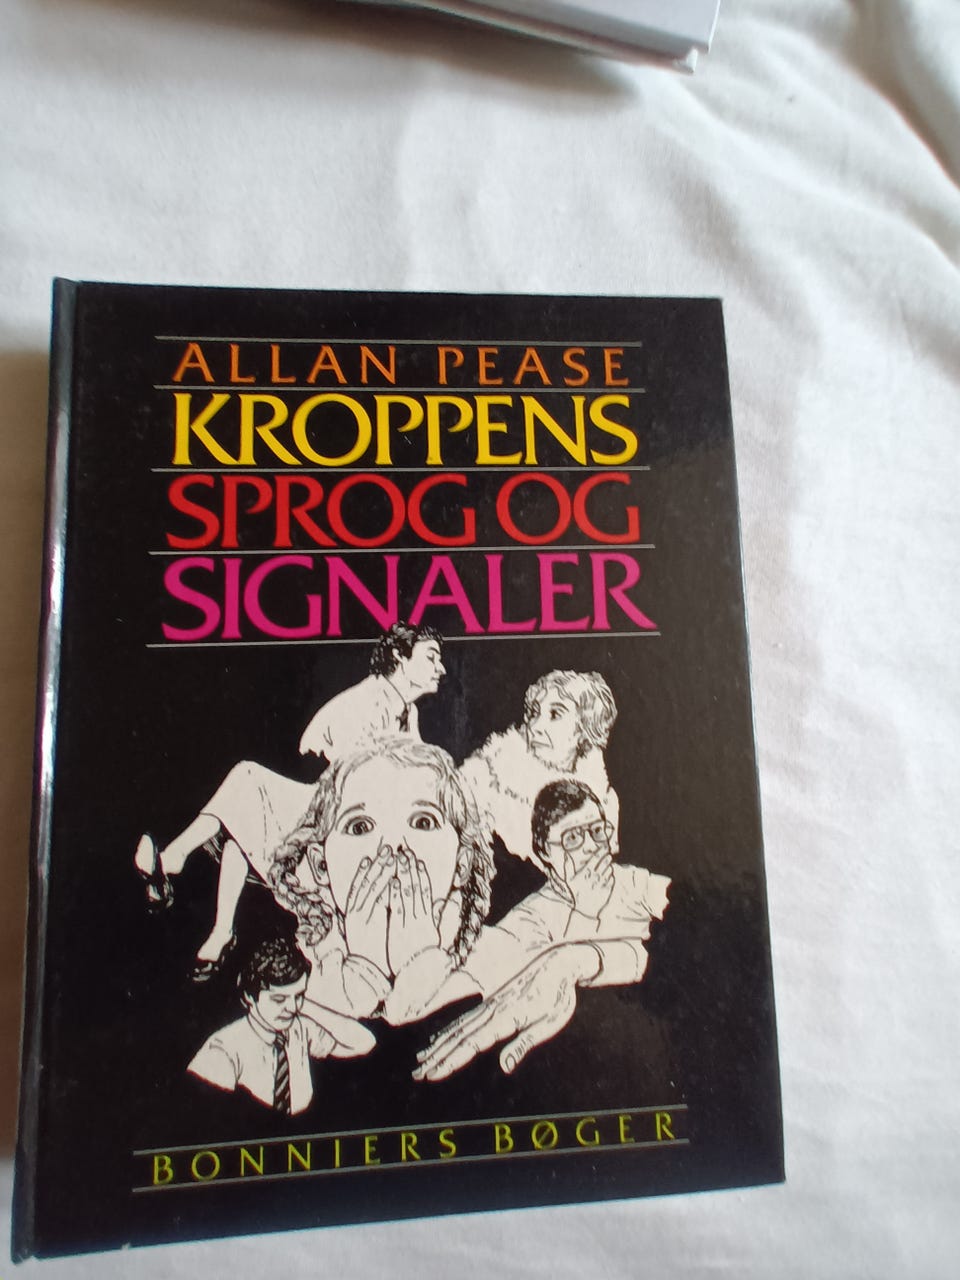 ALLAN PEASE
KROPPENS
SPROG OG
SIGNALER
BONNIERS BØGER